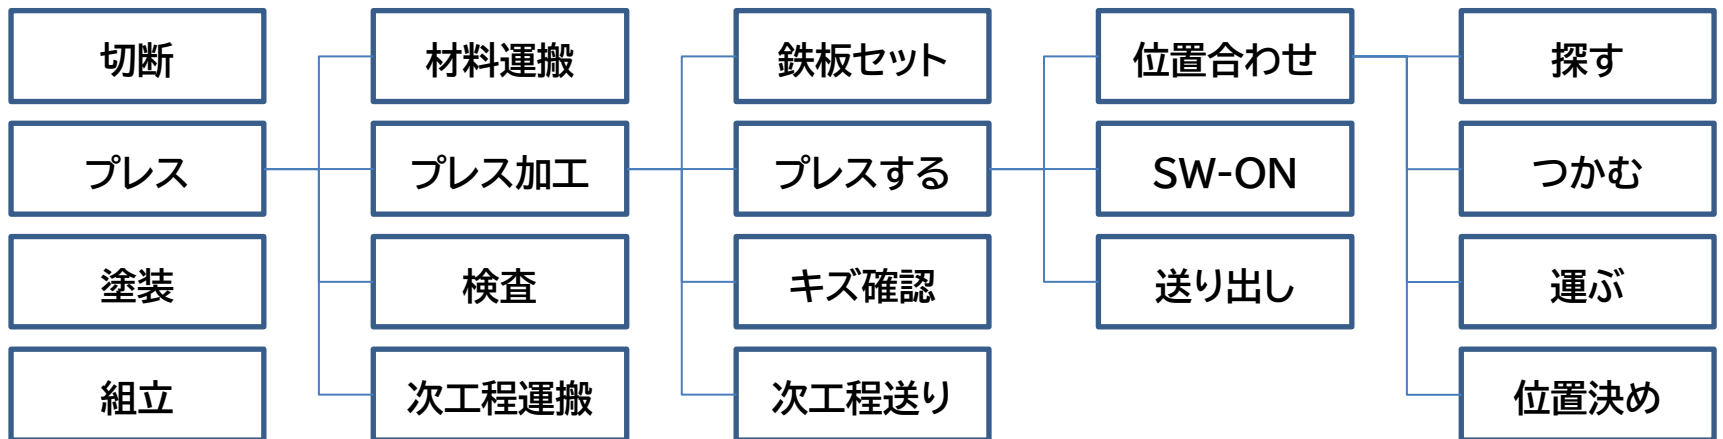 切断
材料運搬
鉄板セット
位置合わせ
探す
プレス
プレス加工
プレスする
SW-ON
つかむ
塗装
検査
キズ確認
送り出し
運ぶ
組立
次工程運搬
次工程送り
位置決め